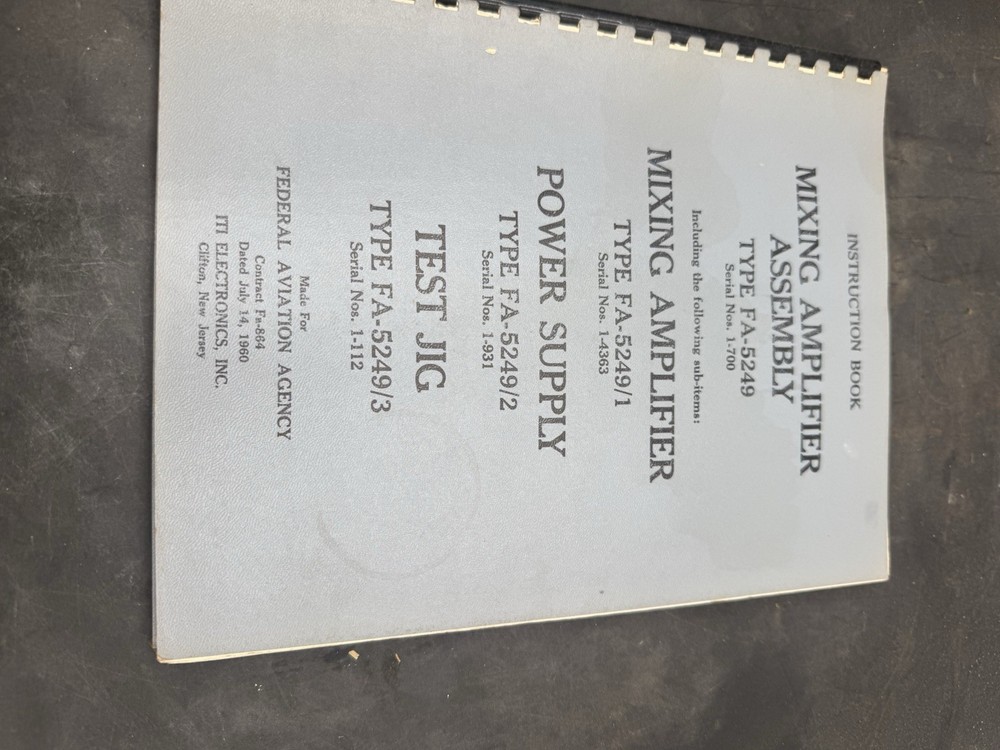 INSTRUCTION BOOK
MIXING AMPLIFIER
ASSEMBLY
TYPE FA-5249
Serial Nos. 1-700
Including the following sub-items:
MIXING AMPLIFIER
TYPE FA-5249/1
Serial Nos. 1-4363
POWER SUPPLY
TYPE FA-5249/2
Serial Nos. 1-931
TEST JIG
TYPE FA-5249/3
Serial Nos. 1-112
Made For
FEDERAL AVIATION AGENCY
Contract FA-864
Dated July 14, 1960
ITI ELECTRONICS, INC.
Clifton, New Jersey